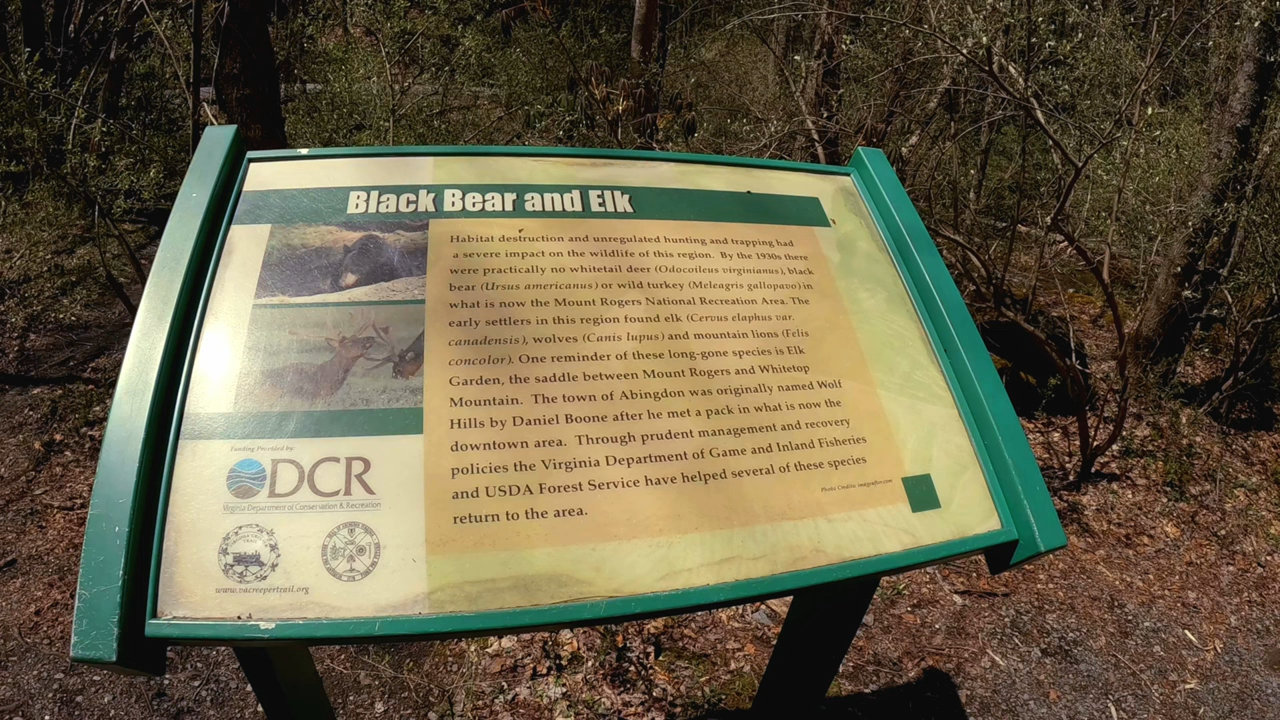 Black Bear and Elk
Habitat destruction and unregulated hunting and trapping had
a severe impact on the wildlife of this region. By the 1930s there
were practically no whitetail deer (Odocoileus virginianus), black
bear (Ursus americanus) or wild turkey (Meleagris gallopavo) in
what is now the Mount Rogers National Recreation Area. The
early settlers in this region found elk (Cervus elaphus var.
canadensis), wolves (Canis lupus) and mountain lions (Felis
concolor). One reminder of these long-gone species is Elk
Garden, the saddle between Mount Rogers and Whitetop
Mountain. The town of Abingdon was originally named Wolf
Hills by Daniel Boone after he met a pack in what is now the
downtown area. Through prudent management and recovery
policies the Virginia Department of Game and Inland Fisheries
and USDA Forest Service have helped several of these species
return to the area.
Photo Credits: imageafter.com
Funding Provided by:
DCR
Virginia Department of Conservation & Recreation
www.vacreepertrail.org